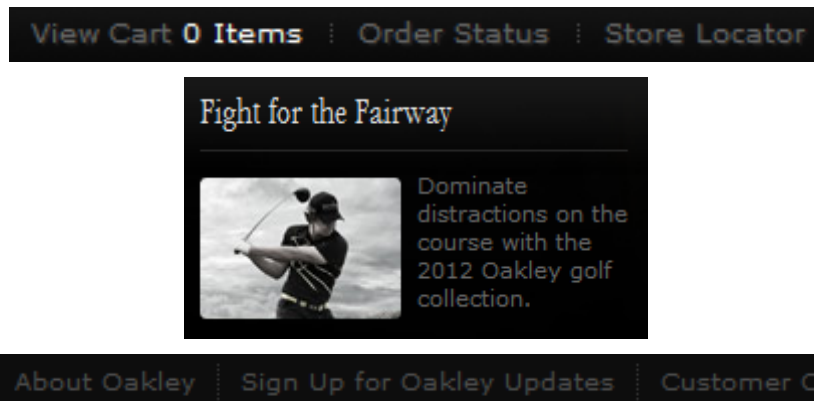 View Cart 0 Items Order Status Store Locator
Fight for the Fairway
Dominate
distractions on the
course with the
2012 Oakley golf
collection.
About Oakley Sign Up for Oakley Updates Customer